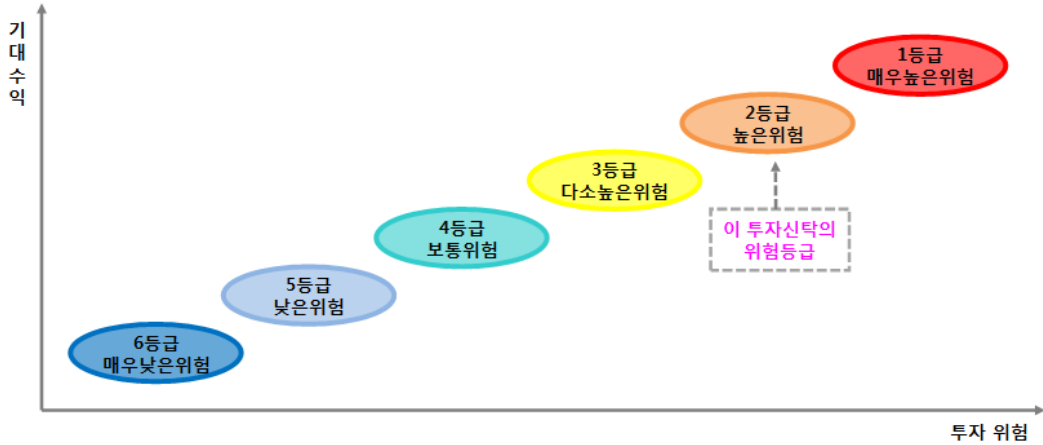 기대수익
1등급
매우높은위험
2등급
높은위험
3등급
다소높은위험
이 투자신탁의
위험등급
4등급
보통위험
5등급
낮은위험
6등급
매우낮은위험
투자 위험